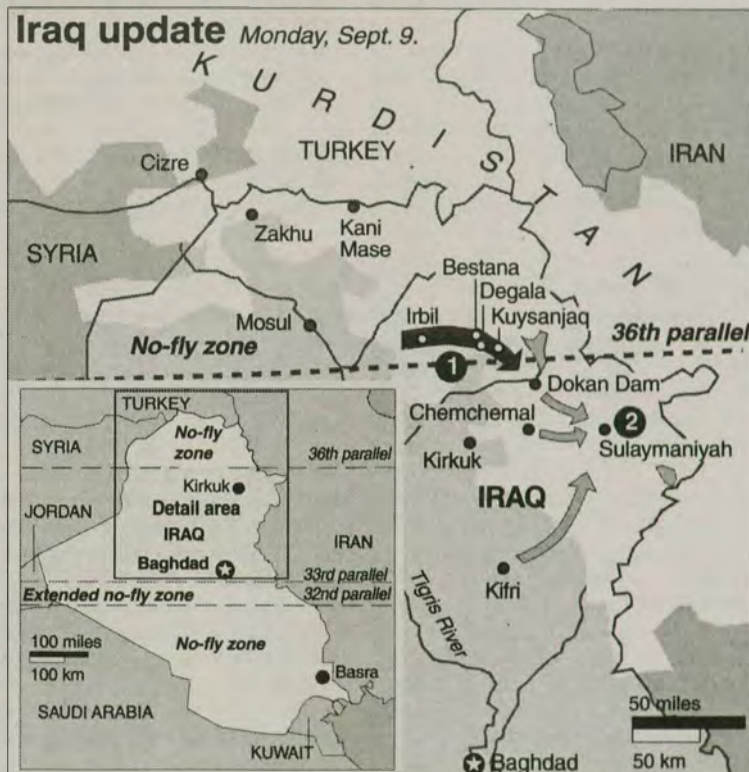 Iraq update Monday, Sept. 9.
KURDISTAN
TURKEY
IRAN
Cizre
Zakhu
Kani
Mase
SYRIA
Bestana
Degala
Kuysanjaq
Irbil
Mosul
No-fly zone
36th parallel
1
Dokan Dam
Chemchemal
2
Kirkuk
Sulaymaniyah
IRAQ
Kifri
Tigris River
50 miles
50 km
Baghdad
TURKEY
No-fly
zone
SYRIA
36th parallel
Kirkuk
Detail area
JORDAN
IRAQ
IRAN
Baghdad
33rd parallel
Extended no-fly zone
32nd parallel
100 miles
100 km
No-fly zone
Basra
SAUDI ARABIA
KUWAIT